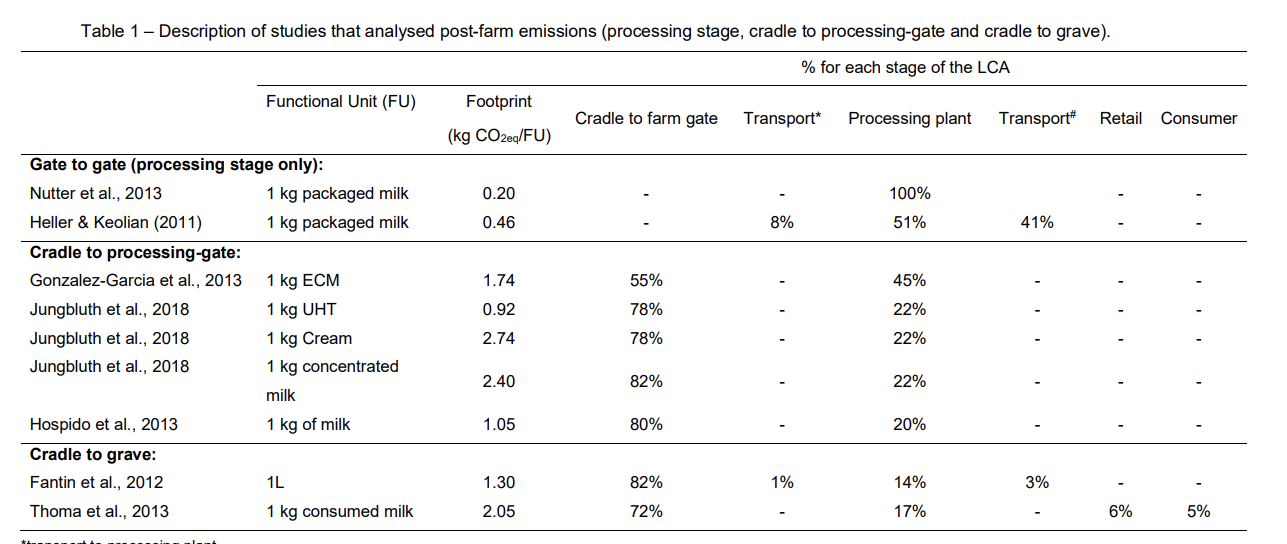 Table 1 – Description of studies that analysed post-farm emissions (processing stage, cradle to processing-gate and cradle to grave).
% for each stage of the LCA
Functional Unit (FU) Footprint (kg CO2eq/FU) Cradle to farm gate Transport* Processing plant Transport# Retail Consumer
Gate to gate (processing stage only):
Nutter et al., 2013 1 kg packaged milk 0.20 - - 100% - -
Heller & Keolian (2011) 1 kg packaged milk 0.46 - 8% 51% 41% - -
Cradle to processing-gate:
Gonzalez-Garcia et al., 2013 1 kg ECM 1.74 55% - 45% - - -
Jungbluth et al., 2018 1 kg UHT 0.92 78% - 22% - - -
Jungbluth et al., 2018 1 kg Cream 2.74 78% - 22% - - -
Jungbluth et al., 2018 1 kg concentrated milk 2.40 82% - 22% - - -
Hospido et al., 2013 1 kg of milk 1.05 80% - 20% - - -
Cradle to grave:
Fantin et al., 2012 1L 1.30 82% 1% 14% 3% - -
Thoma et al., 2013 1 kg consumed milk 2.05 72% - 17% - 6% 5%
*transport to processing plant